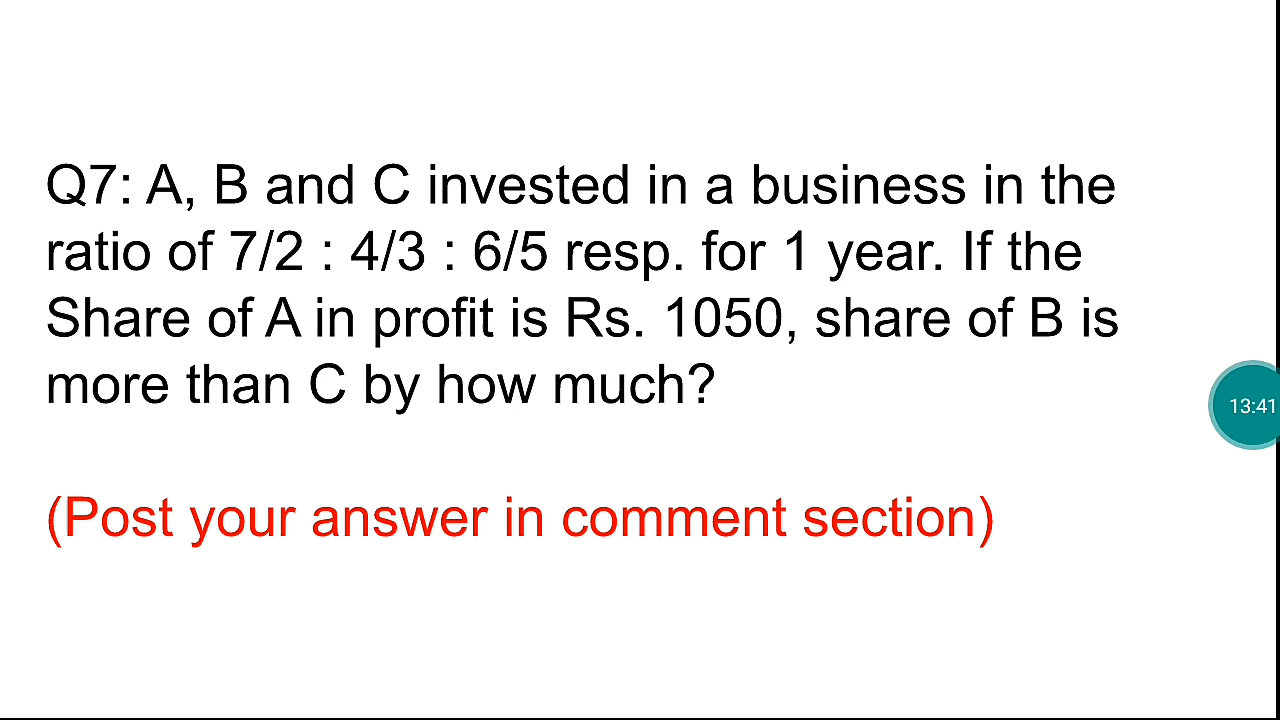 Q7: A, B and C invested in a business in the
ratio of 7/2 : 4/3 : 6/5 resp. for 1 year. If the
Share of A in profit is Rs. 1050, share of B is
more than C by how much?
13:41
(Post your answer in comment section)